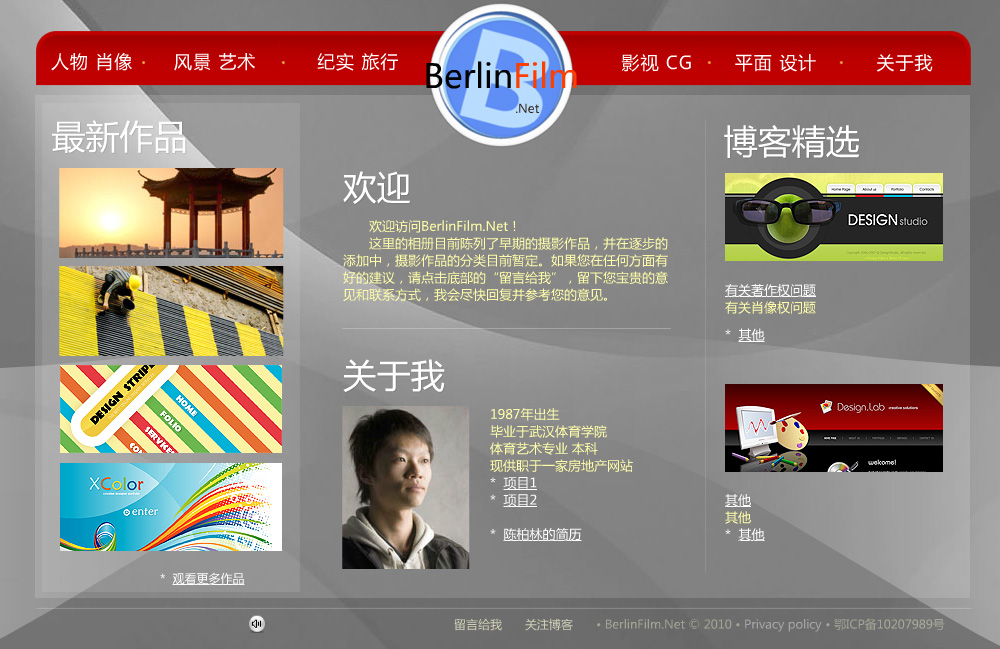 人物 肖像 • 风景 艺术 • 纪实 旅行
BerlinFilm
.Net
影视 CG • 平面 设计 • 关于我
最新作品
DESIGN STRIPE
HOME
FOLIO
XColor
enter
* 观看更多作品
欢迎
欢迎访问BerlinFilm.Net！
这里的相册目前陈列了早期的摄影作品，并在逐步的
添加中，摄影作品的分类目前暂定。如果您在任何方面有
好的建议，请点击底部的“留言给我”，留下您宝贵的意
见和联系方式，我会尽快回复并参考您的意见。
关于我
1987年出生
毕业于武汉体育学院
体育艺术专业 本科
现供职于一家房地产网站
* 项目1
* 项目2
* 陈柏林的简历
博客精选
Home Page About us Portfolio Contacts
DESIGN studio
有关著作权问题
有关肖像权问题
* 其他
Design.Lab creative solutions
welcome!
其他
其他
* 其他
留言给我 关注博客 • BerlinFilm.Net © 2010 • Privacy policy • 鄂ICP备10207989号